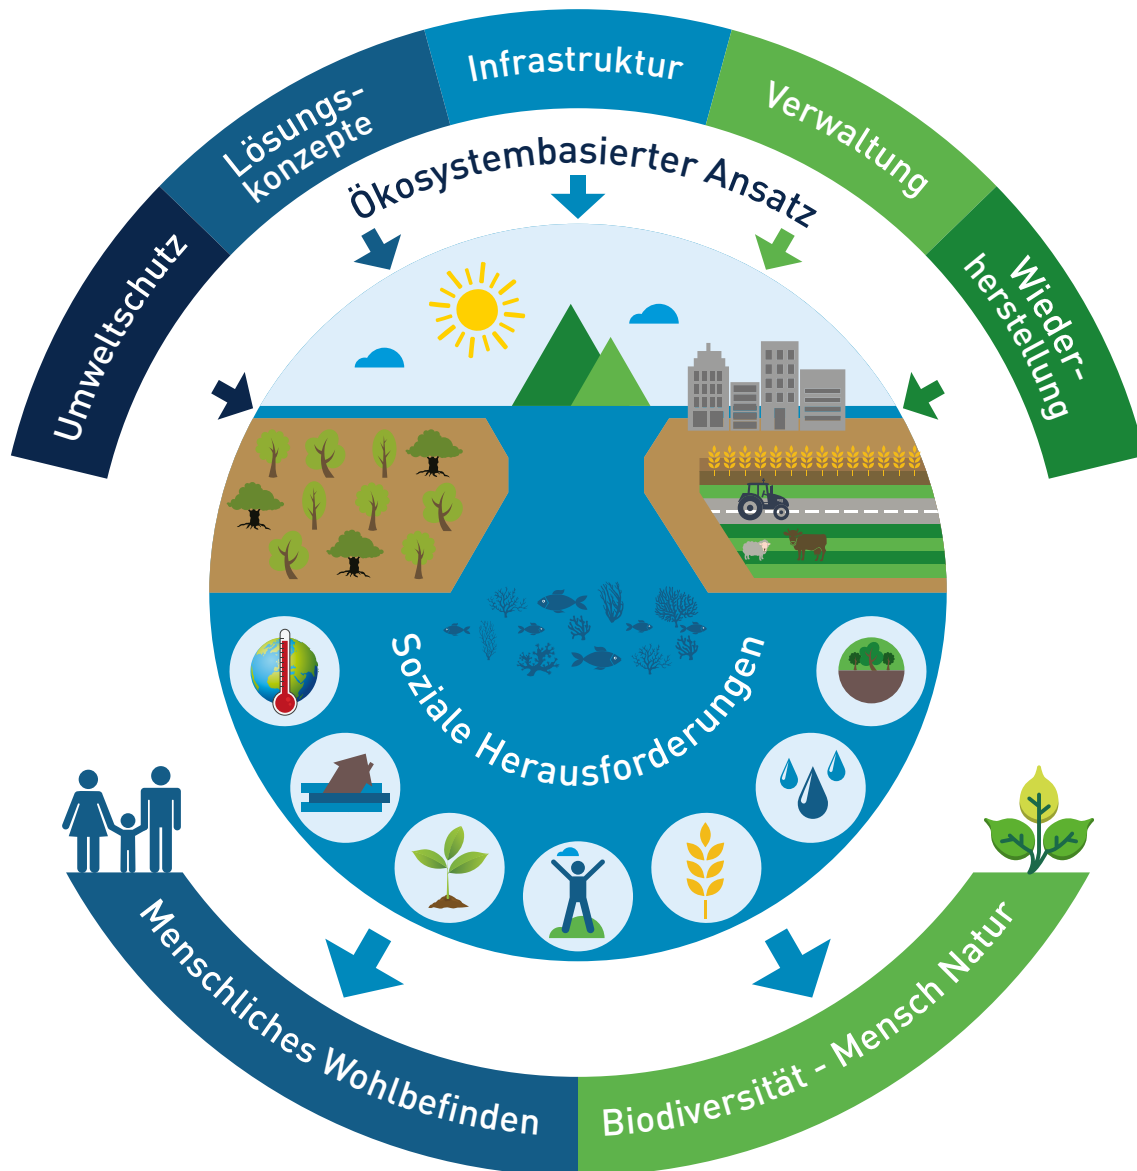 Umweltschutz
Lösungs-
konzepte
Infrastruktur
Verwaltung
Wieder-
herstellung
Ökosystembasierter Ansatz
Soziale Herausforderungen
Menschliches Wohlbefinden
Biodiversität - Mensch Natur